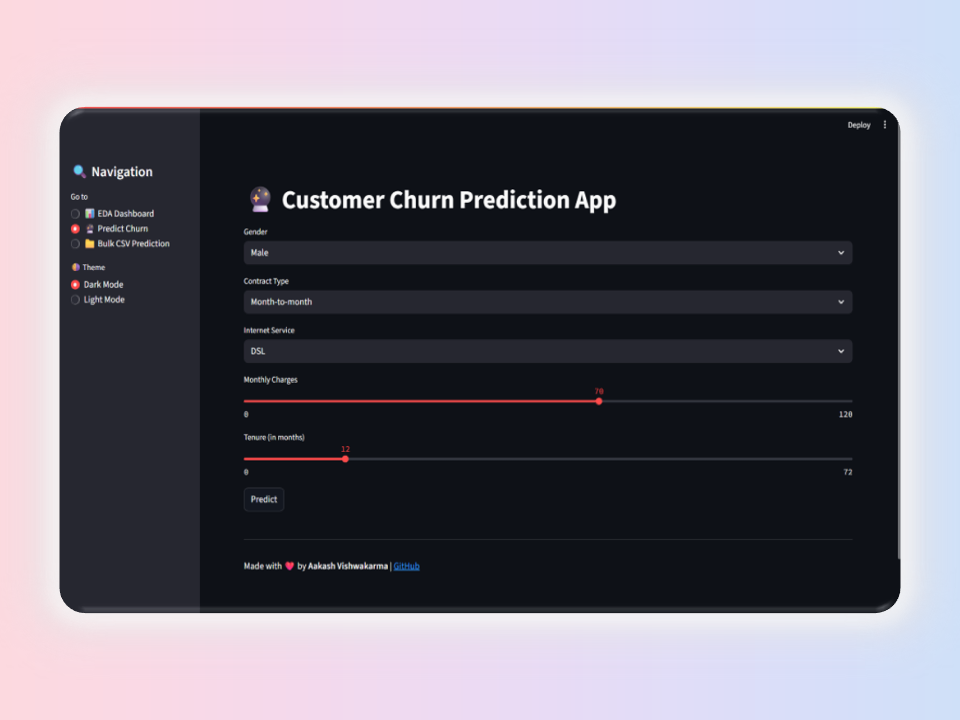 Deploy
🔍 Navigation
Go to
📊 EDA Dashboard
🔮 Predict Churn
📁 Bulk CSV Prediction
🎨 Theme
Dark Mode
Light Mode
🔮 Customer Churn Prediction App
Gender
Male
Contract Type
Month-to-month
Internet Service
DSL
Monthly Charges
70
0 120
Tenure (in months)
12
0 72
Predict
Made with ❤️ by Aakash Vishwakarma | GitHub